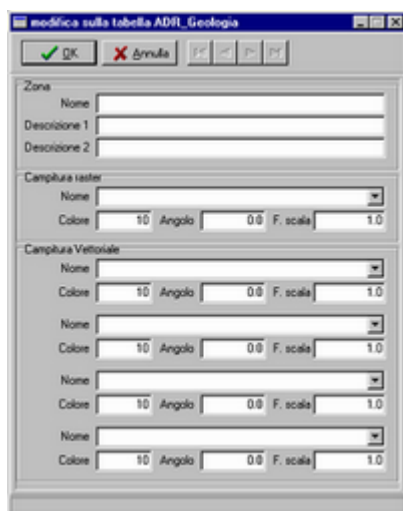 modifica sulla tabella ADR_Geologia
OK Annulla
Zona
Nome
Descrizione 1
Descrizione 2
Campitura raster
Nome
Colore 10 Angolo 0.0 F. scala 1.0
Campitura Vettoriale
Nome
Colore 10 Angolo 0.0 F. scala 1.0
Nome
Colore 10 Angolo 0.0 F. scala 1.0
Nome
Colore 10 Angolo 0.0 F. scala 1.0
Nome
Colore 10 Angolo 0.0 F. scala 1.0